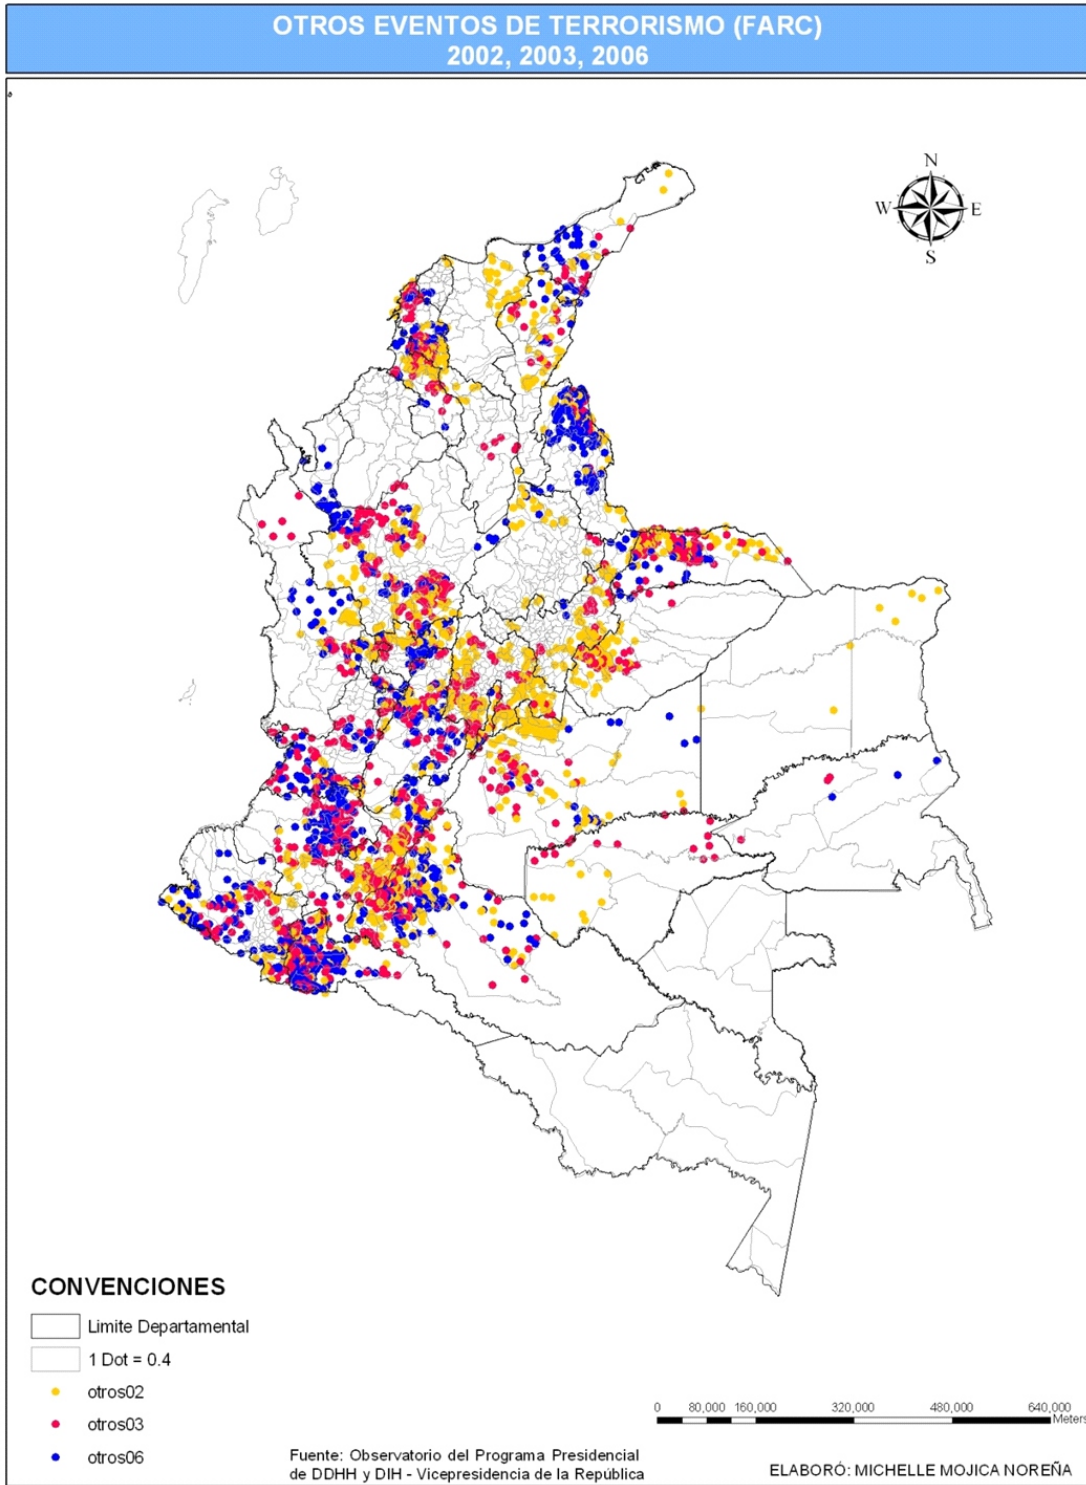 OTROS EVENTOS DE TERRORISMO (FARC)
2002, 2003, 2006
N
W
E
S
CONVENCIONES
Limite Departamental
1 Dot = 0.4
otros02
otros03
otros06
0 80,000 160,000 320,000 480,000 640,000
Meters
Fuente: Observatorio del Programa Presidencial
de DDHH y DIH - Vicepresidencia de la República
ELABORÓ: MICHELLE MOJICA NOREÑA